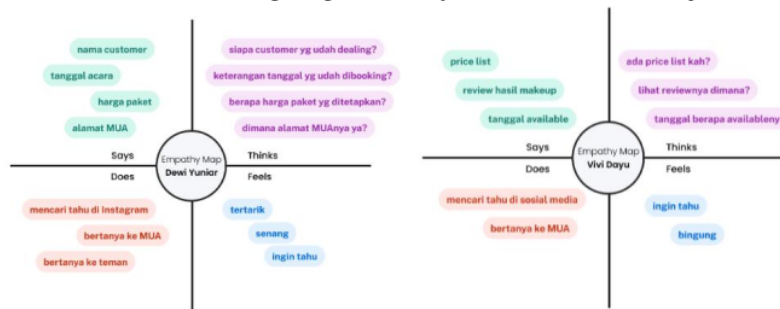 nama customer
tanggal acara
harga paket
alamat MUA
siapa customer yg udah dealing?
keterangan tanggal yg udah dibooking?
berapa harga paket yg ditetapkan?
dimana alamat MUAnya ya?
Says
Thinks
Empathy Map
Dewi Yuniar
Does
Feels
mencari tahu di Instagram
bertanya ke MUA
bertanya ke teman
tertarik
senang
ingin tahu
price list
review hasil makeup
tanggal available
ada price list kah?
lihat reviewnya dimana?
tanggal berapa availableny
Says
Thinks
Empathy Map
Vivi Dayu
Does
Feels
mencari tahu di sosial media
bertanya ke MUA
ingin tahu
bingung